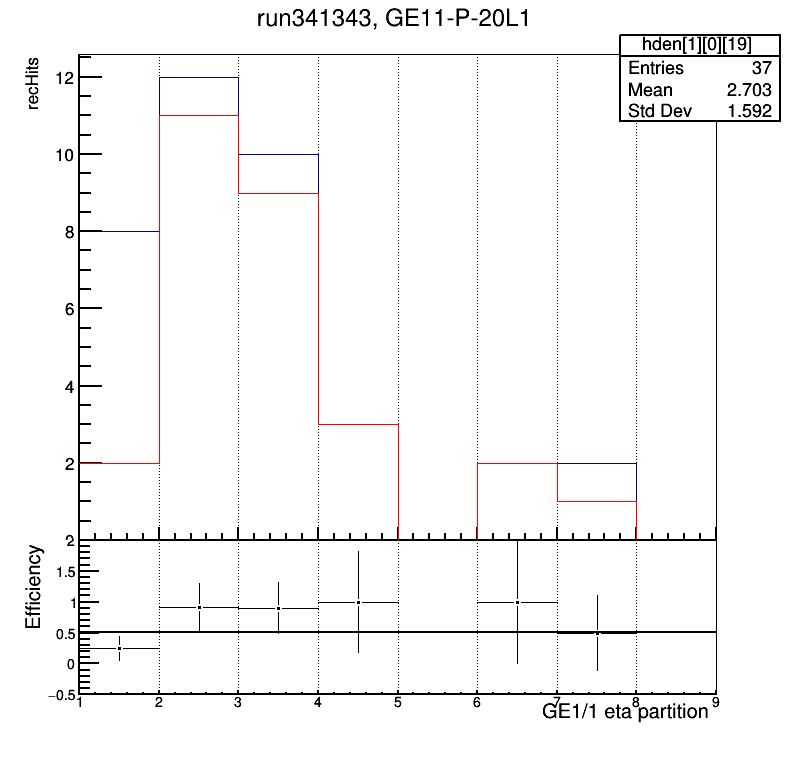 run341343, GE11-P-20L1
hden[1][0][19]
Entries 37
Mean 2.703
Std Dev 1.592
recHits
12
10
8
6
4
2
2
1.5
1
0.5
0
−0.5
Efficiency
1 2 3 4 5 6 7 8 9
GE1/1 eta partition